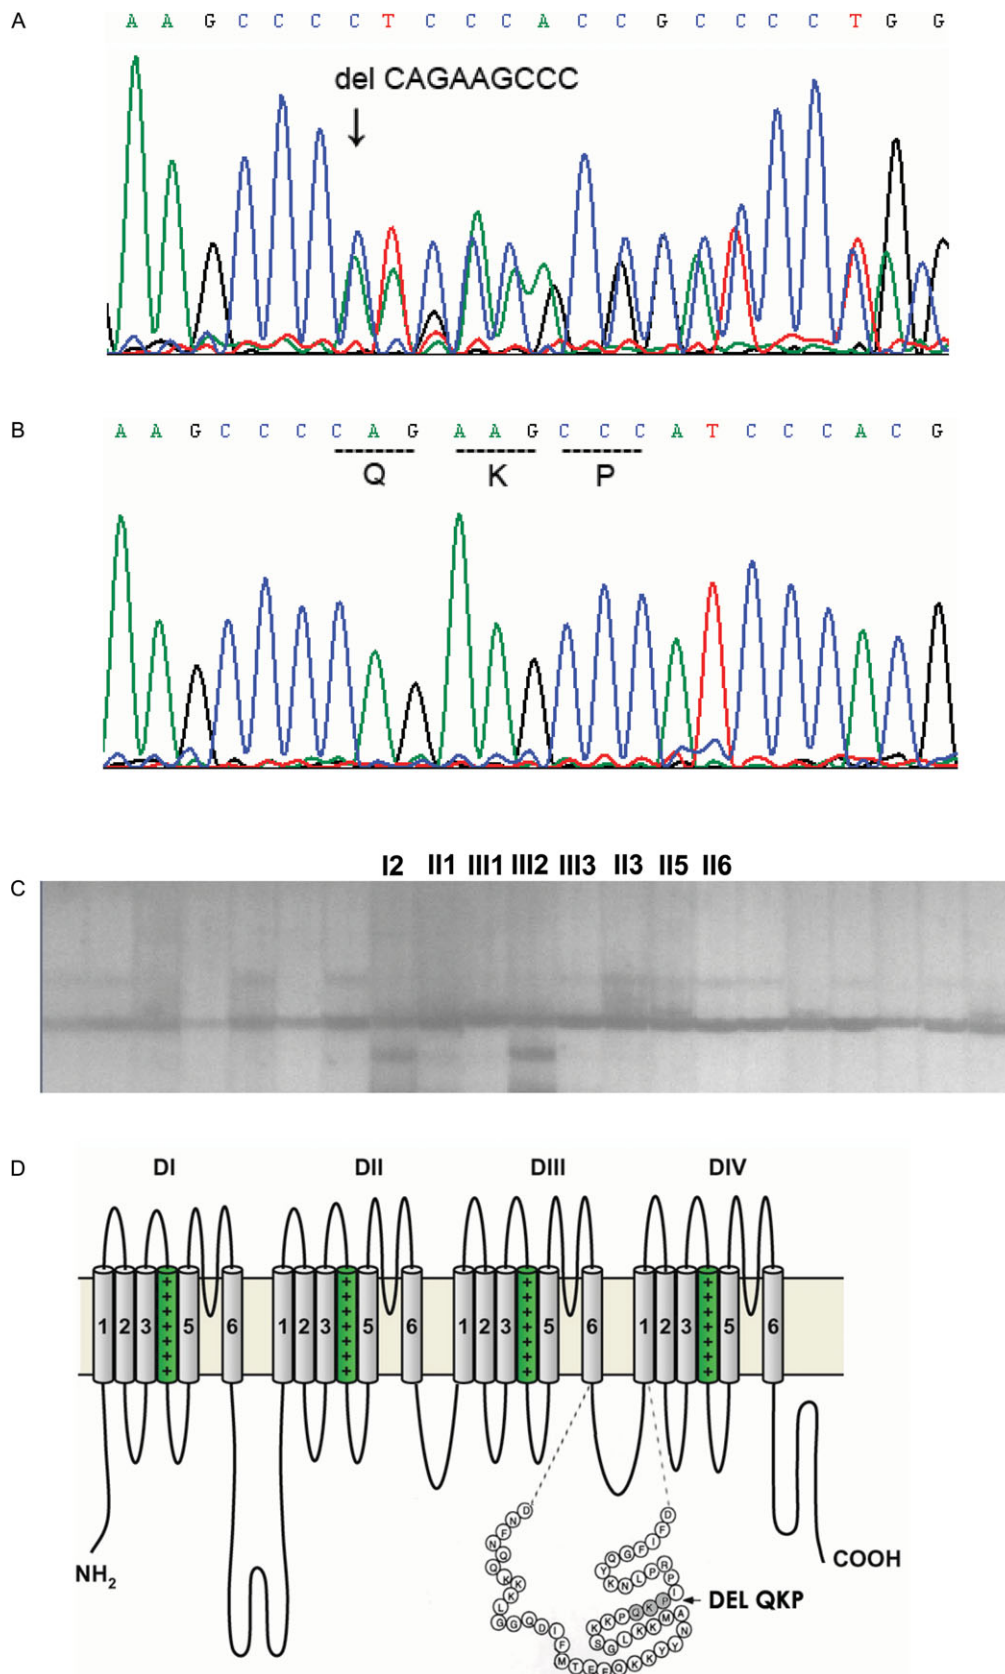 A
A A G C C C C T C C C A C C G C C C C T G G
del CAGAAGCCC
B
A A G C C C C A G A A G C C C A T C C C A C G
Q K P
C
I2 II1 III1 III2 III3 II3 II5 II6
D
DI DII DIII DIV
1 2 3 + + + + + + + 5 6 1 2 3 + + + + + + + 5 6 1 2 3 + + + + + + + 5 6 1 2 3 + + + + + + + 5 6
D N F N Q Q K K K L G G Q D I F M T E E Q K K Y Y N A M K K L G S K K P Q K P I P R P L N K Y Q G F I F D
DEL QKP
NH2
COOH